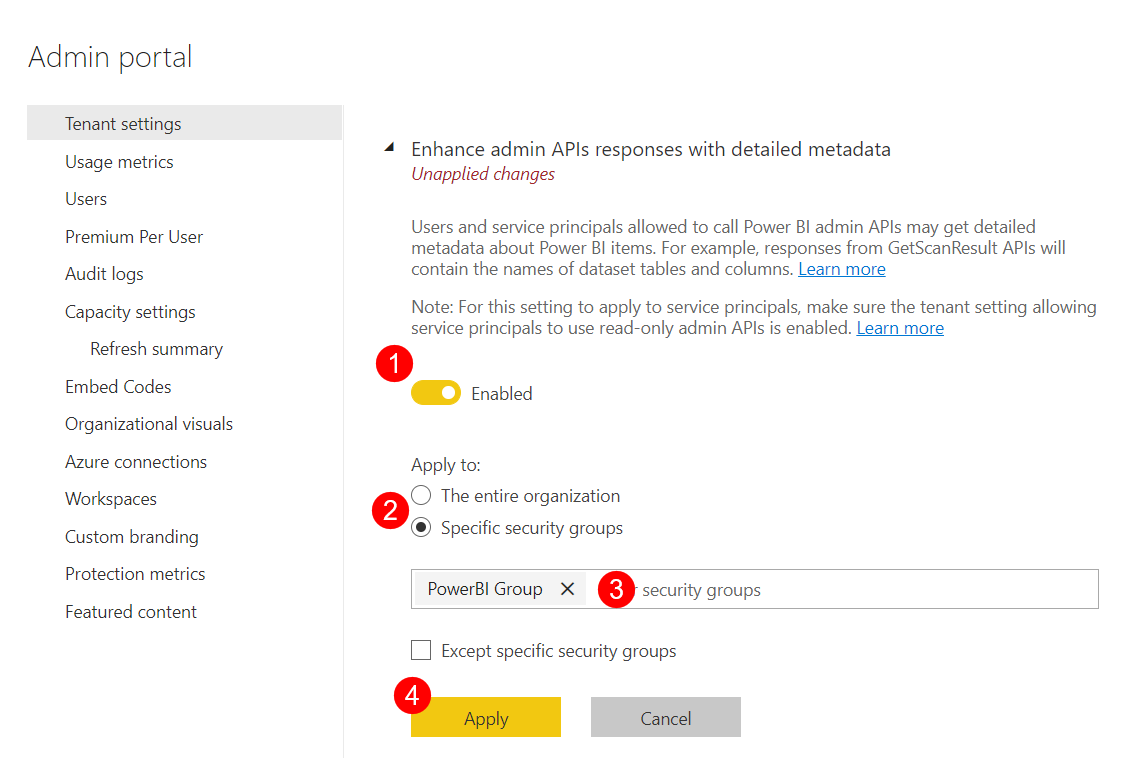 Admin portal
Tenant settings
Usage metrics
Users
Premium Per User
Audit logs
Capacity settings
Refresh summary
Embed Codes
Organizational visuals
Azure connections
Workspaces
Custom branding
Protection metrics
Featured content
Enhance admin APIs responses with detailed metadata
Unapplied changes
Users and service principals allowed to call Power BI admin APIs may get detailed
metadata about Power BI items. For example, responses from GetScanResult APIs will
contain the names of dataset tables and columns. Learn more
Note: For this setting to apply to service principals, make sure the tenant setting allowing
service principals to use read-only admin APIs is enabled. Learn more
1
Enabled
Apply to:
The entire organization
2
Specific security groups
PowerBI Group 3 security groups
Except specific security groups
4
Apply Cancel